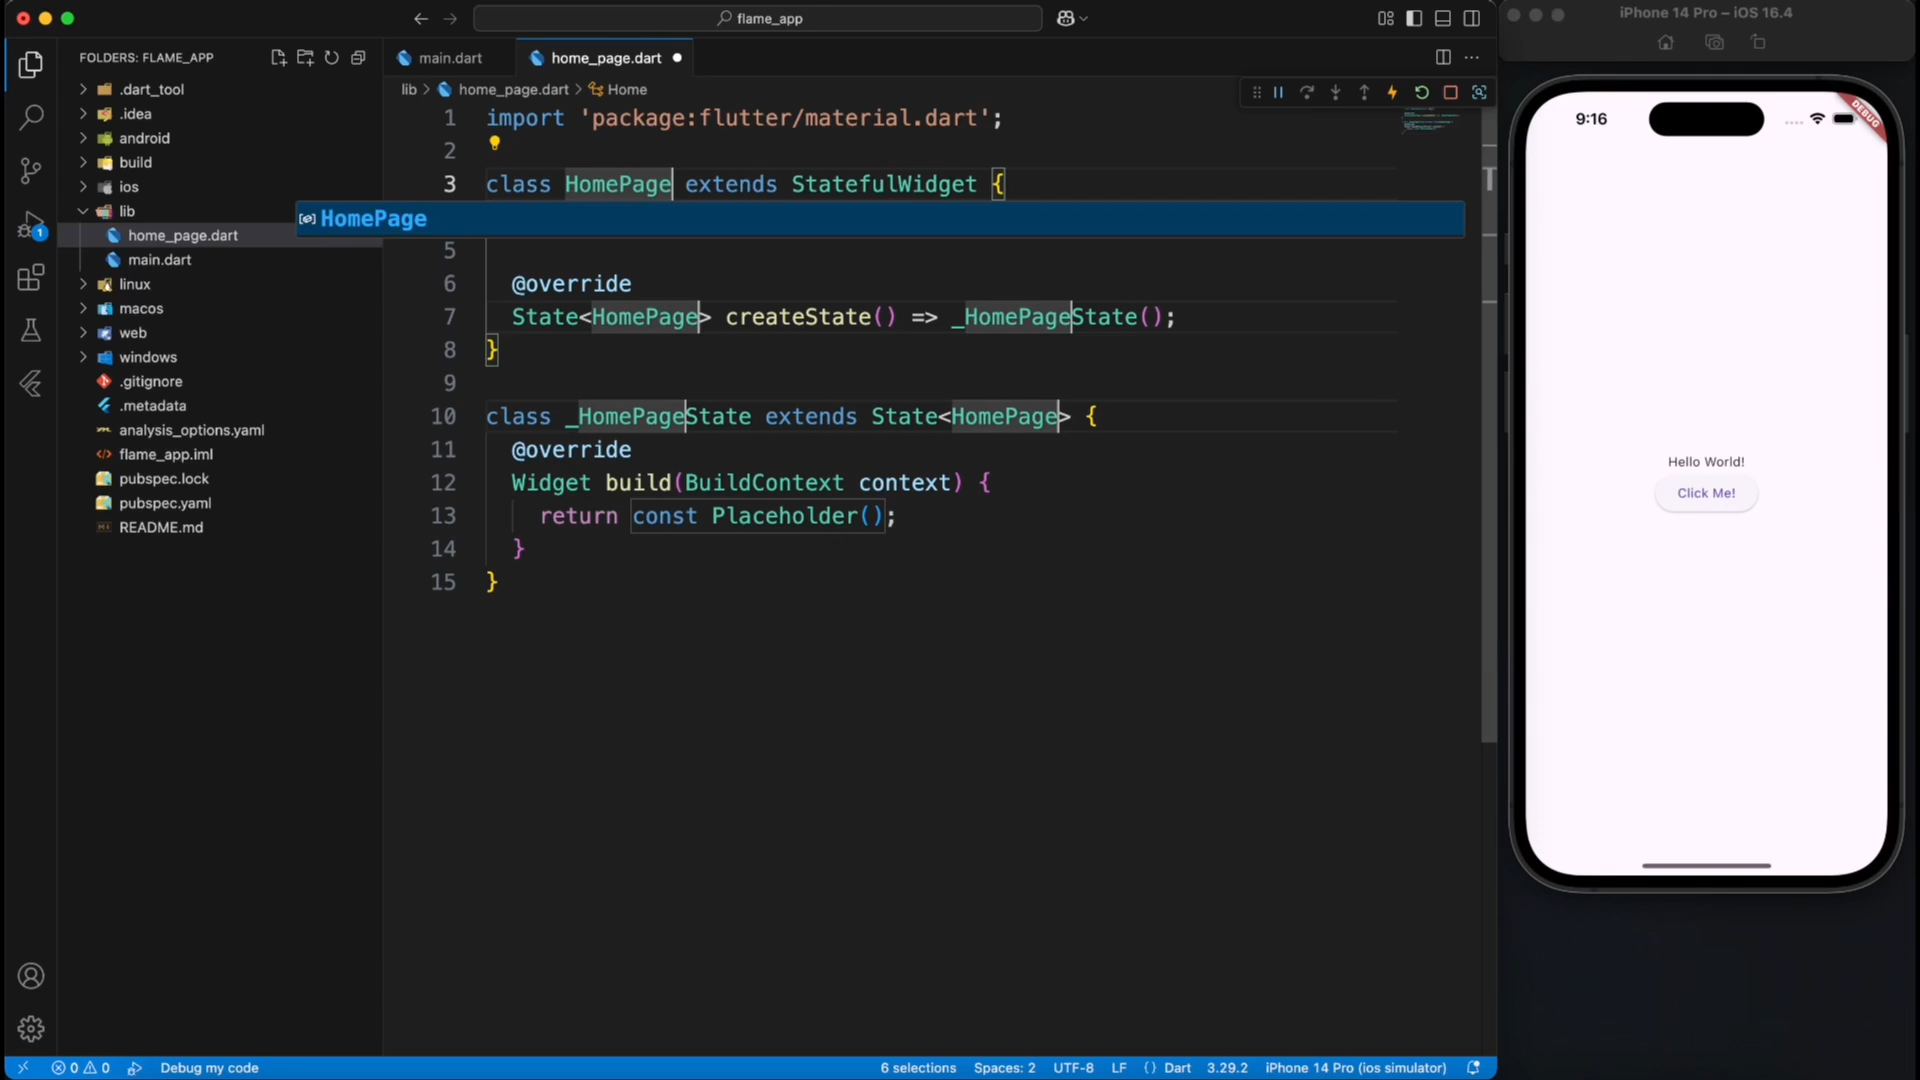 flame_app
iPhone 14 Pro – iOS 16.4
FOLDERS: FLAME_APP
main.dart
home_page.dart
lib > home_page.dart > Home
.dart_tool
.idea
android
build
ios
lib
home_page.dart
main.dart
linux
macos
web
windows
.gitignore
.metadata
analysis_options.yaml
flame_app.iml
pubspec.lock
pubspec.yaml
README.md
1
1 import 'package:flutter/material.dart';
2
3 class HomePage extends StatefulWidget {
HomePage
5
6 @override
7 State<HomePage> createState() => _HomePageState();
8 }
9
10 class _HomePageState extends State<HomePage> {
11 @override
12 Widget build(BuildContext context) {
13 return const Placeholder();
14 }
15 }
9:16
DEBUG
Hello World!
Click Me!
0 0 Debug my code
6 selections Spaces: 2 UTF-8 LF {} Dart 3.29.2 iPhone 14 Pro (ios simulator)